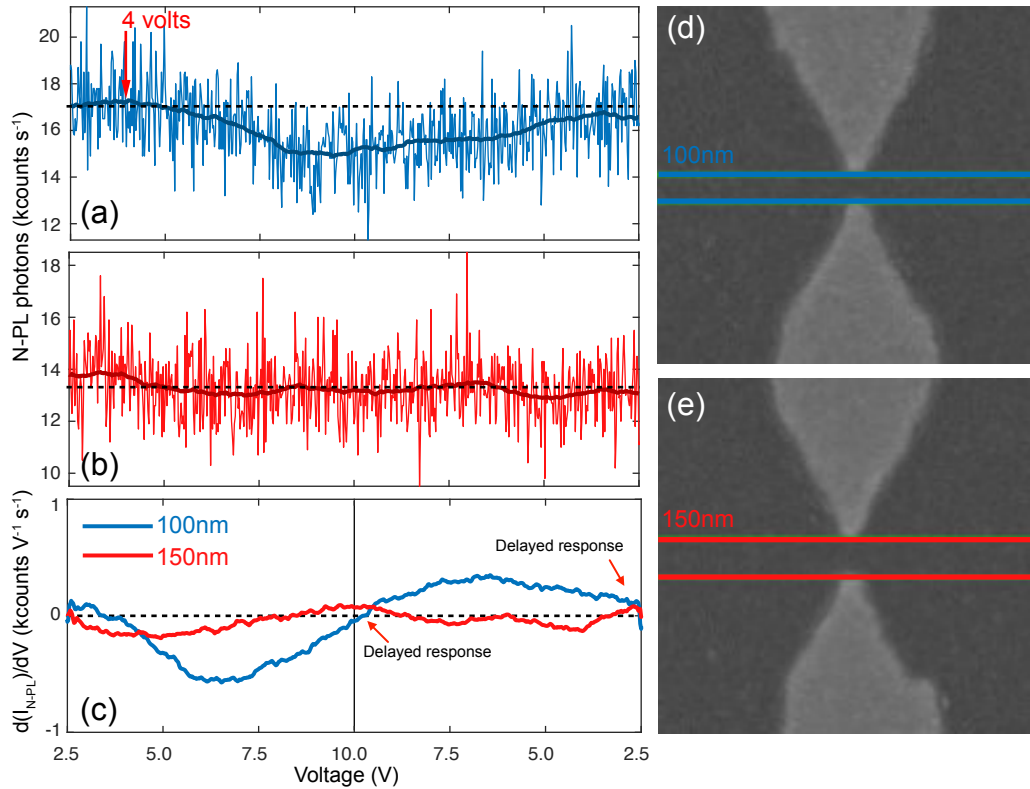 4 volts
20
18
16
14
12
(a)
N-PL photons (kcounts s⁻¹)
18
16
14
13
12
10
(b)
1
0
-1
d(I_N-PL)/dV (kcounts V⁻¹ s⁻¹)
100nm
150nm
Delayed response
Delayed response
(c)
2.5 5.0 7.5 10.0 7.5 5.0 2.5
Voltage (V)
(d)
100nm
(e)
150nm